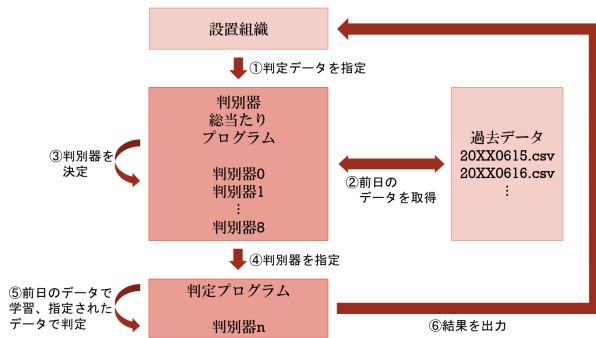 設置組織
①判定データを指定
判別器
総当たり
プログラム
判別器0
判別器1
⋮
判別器8
③判別器を
決定
②前日の
データを取得
過去データ
20XX0615.csv
20XX0616.csv
⋮
④判別器を指定
⑤前日のデータで
学習、指定された
データで判定
判定プログラム
判別器n
⑥結果を出力